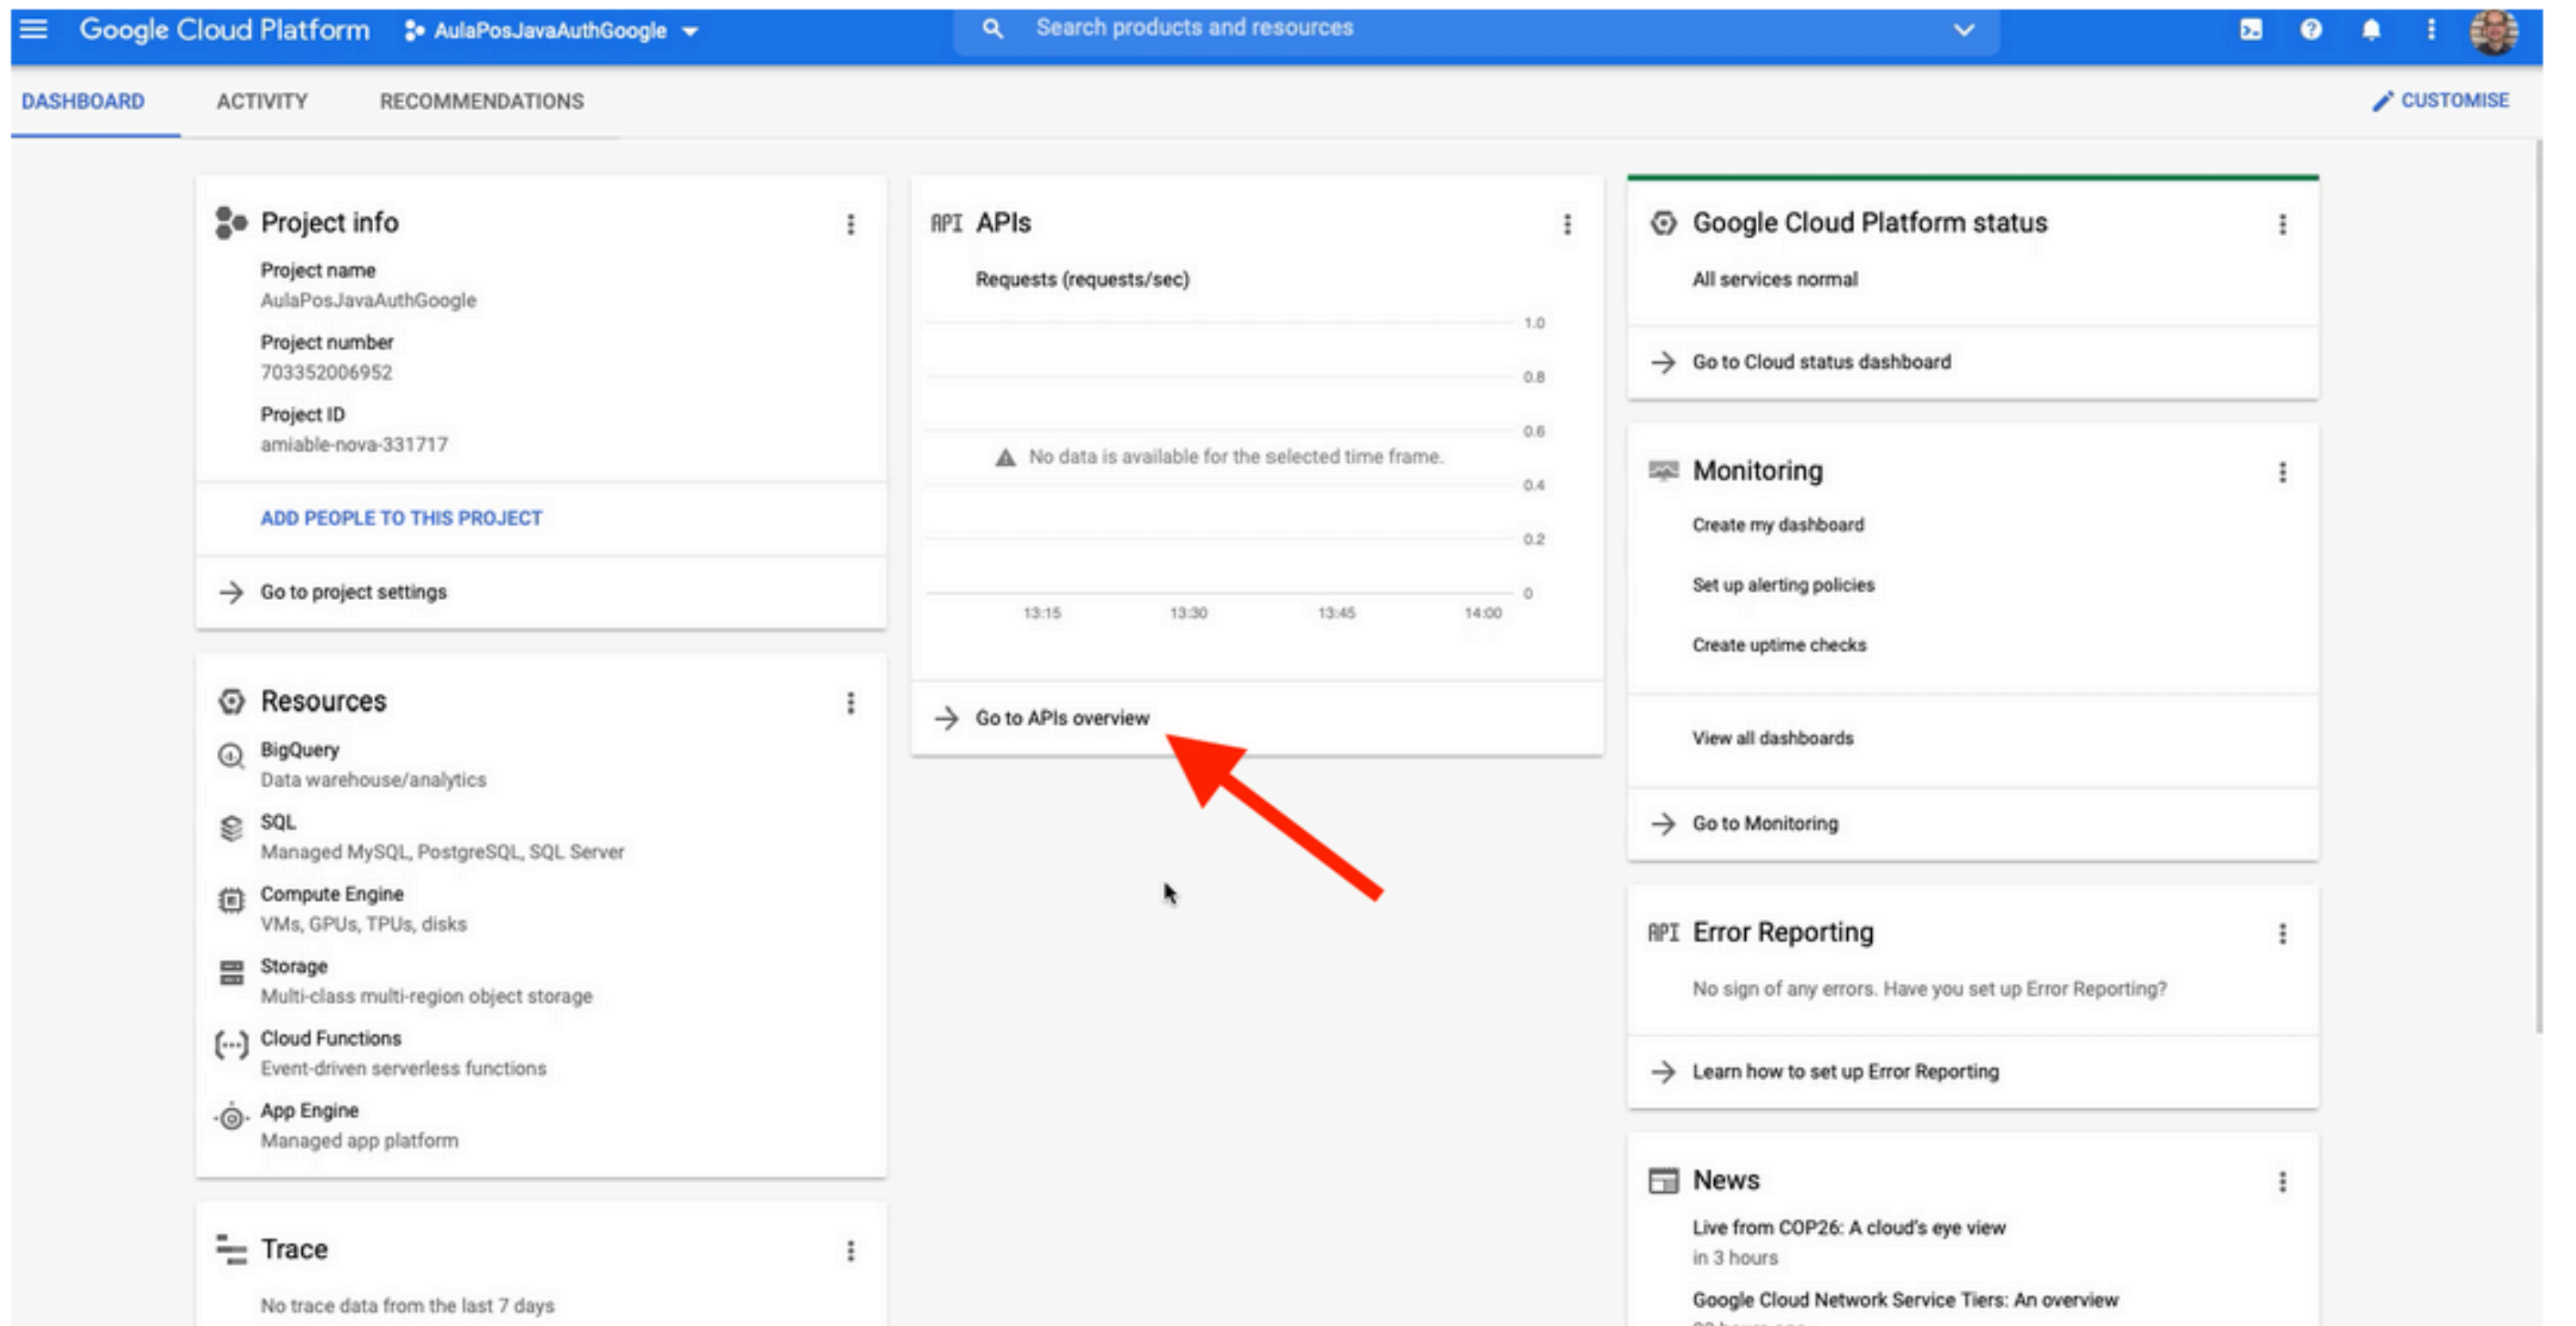 Google Cloud Platform
AulaPosJavaAuthGoogle
Search products and resources
DASHBOARD
ACTIVITY
RECOMMENDATIONS
CUSTOMISE
Project info
Project name
AulaPosJavaAuthGoogle
Project number
703352006952
Project ID
amiable-nova-331717
ADD PEOPLE TO THIS PROJECT
Go to project settings
Resources
BigQuery
Data warehouse/analytics
SQL
Managed MySQL, PostgreSQL, SQL Server
Compute Engine
VMs, GPUs, TPUs, disks
Storage
Multi-class multi-region object storage
Cloud Functions
Event-driven serverless functions
App Engine
Managed app platform
Trace
No trace data from the last 7 days
API APIs
Requests (requests/sec)
1.0
0.8
0.6
No data is available for the selected time frame.
0.4
0.2
0
13:15 13:30 13:45 14:00
Go to APIs overview
Google Cloud Platform status
All services normal
Go to Cloud status dashboard
Monitoring
Create my dashboard
Set up alerting policies
Create uptime checks
View all dashboards
Go to Monitoring
API Error Reporting
No sign of any errors. Have you set up Error Reporting?
Learn how to set up Error Reporting
News
Live from COP26: A cloud's eye view
in 3 hours
Google Cloud Network Service Tiers: An overview